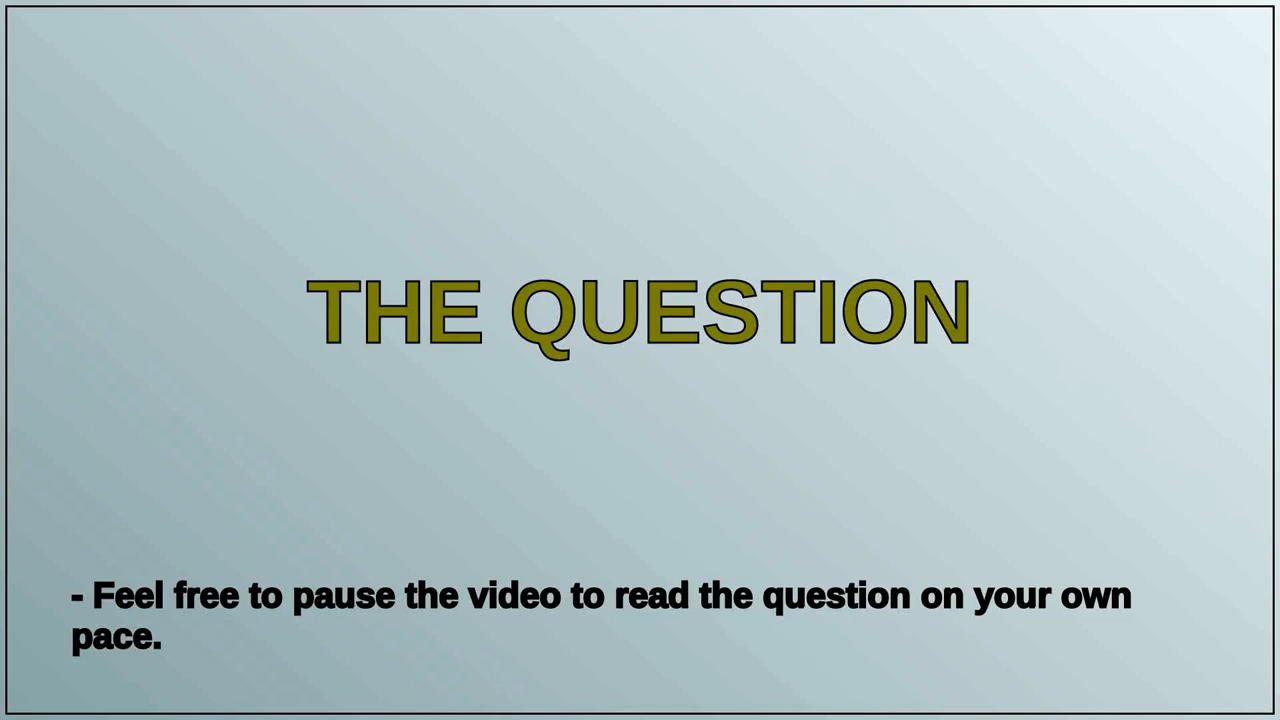 THE QUESTION
- Feel free to pause the video to read the question on your own
pace.